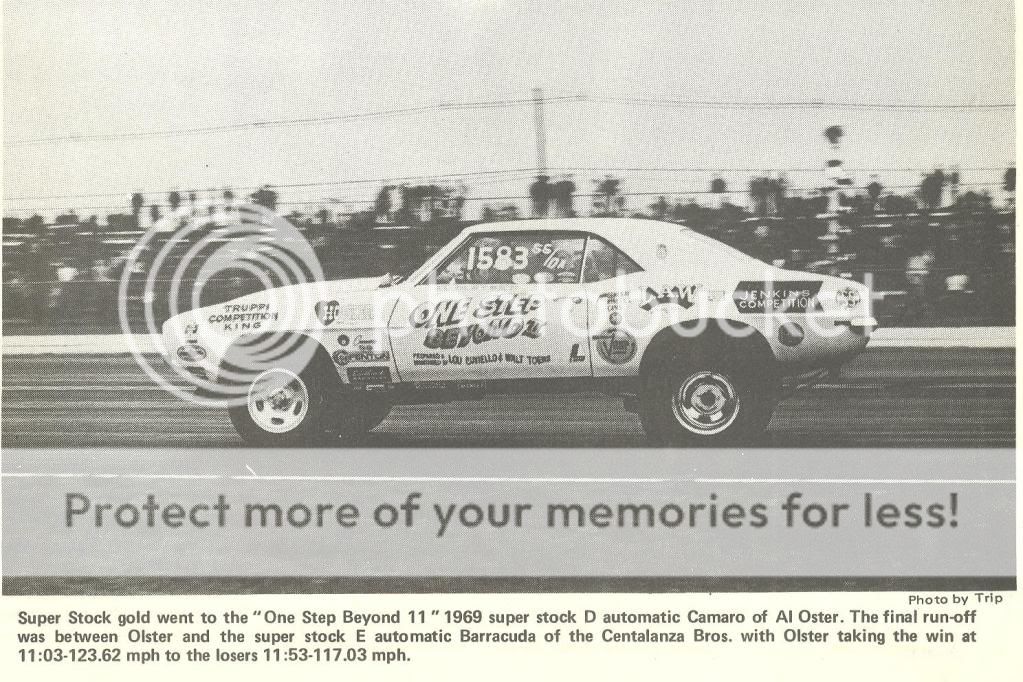 1583 SS/DA
TRUPPI
COMPETITION
KING
ONE STEP
BEYOND II
LOU
& WALT
L
JENKINS
COMPETITION
photobucket
Protect more of your memories for less!
Photo by Trip
Super Stock gold went to the “One Step Beyond 11” 1969 super stock D automatic Camaro of Al Oster. The final run-off
was between Olster and the super stock E automatic Barracuda of the Centalanza Bros. with Olster taking the win at
11:03-123.62 mph to the losers 11:53-117.03 mph.